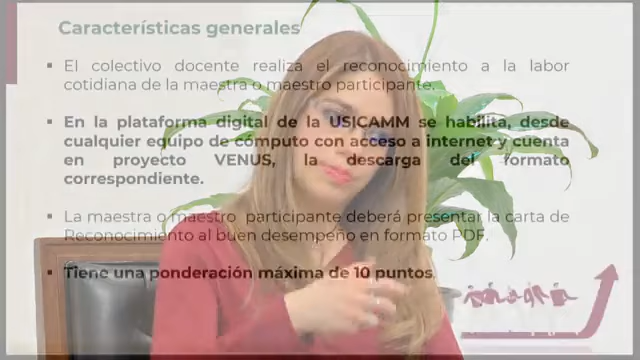 Características generales
▪ El colectivo docente realiza el reconocimiento a la labor
cotidiana de la maestra o maestro participante.
▪ En la plataforma digital de la USICAMM se habilita, desde
cualquier equipo de cómputo con acceso a internet y cuenta
en proyecto VENUS, la descarga del formato
correspondiente.
▪ La maestra o maestro participante deberá presentar la carta de
Reconocimiento al buen desempeño en formato PDF.
▪ Tiene una ponderación máxima de 10 puntos.